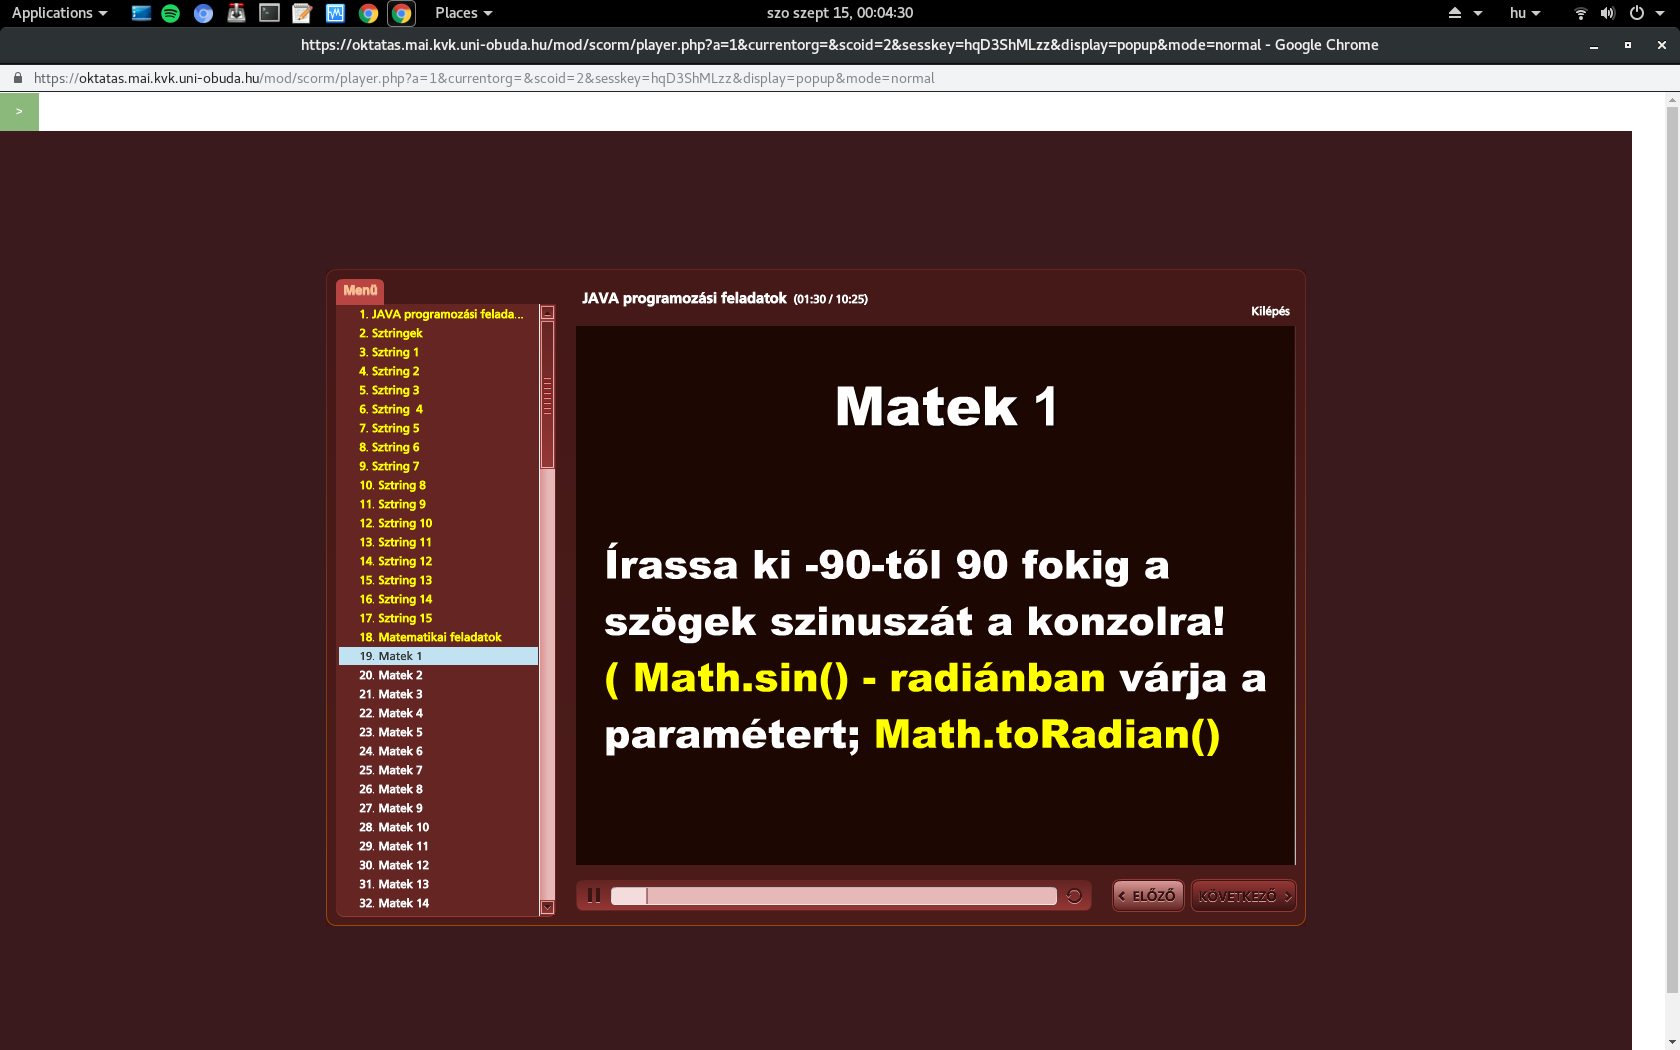 Applications
Places
szo szept 15, 00:04:30
hu
https://oktatas.mai.kvk.uni-obuda.hu/mod/scorm/player.php?a=1&currentorg=&scoid=2&sesskey=hqD3ShMLzz&display=popup&mode=normal - Google Chrome
https://oktatas.mai.kvk.uni-obuda.hu/mod/scorm/player.php?a=1&currentorg=&scoid=2&sesskey=hqD3ShMLzz&display=popup&mode=normal
>
Menü
1. JAVA programozási felada...
2. Sztringek
3. Sztring 1
4. Sztring 2
5. Sztring 3
6. Sztring 4
7. Sztring 5
8. Sztring 6
9. Sztring 7
10. Sztring 8
11. Sztring 9
12. Sztring 10
13. Sztring 11
14. Sztring 12
15. Sztring 13
16. Sztring 14
17. Sztring 15
18. Matematikai feladatok
19. Matek 1
20. Matek 2
21. Matek 3
22. Matek 4
23. Matek 5
24. Matek 6
25. Matek 7
26. Matek 8
27. Matek 9
28. Matek 10
29. Matek 11
30. Matek 12
31. Matek 13
32. Matek 14
JAVA programozási feladatok (01:30 / 10:25)
Kilépés
Matek 1
Írassa ki -90-től 90 fokig a
szögek szinuszát a konzolra!
( Math.sin() - radiánban várja a
paramétert; Math.toRadian()
< ELŐZŐ
KÖVETKEZŐ >